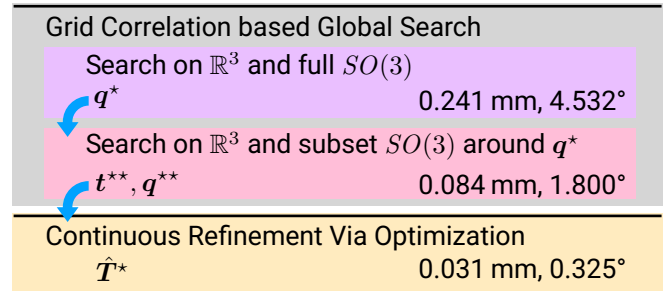 Grid Correlation based Global Search
Search on ℝ³ and full SO(3)
q⋆ 0.241 mm, 4.532°
Search on ℝ³ and subset SO(3) around q⋆
t⋆⋆, q⋆⋆ 0.084 mm, 1.800°
Continuous Refinement Via Optimization
T̂⋆ 0.031 mm, 0.325°